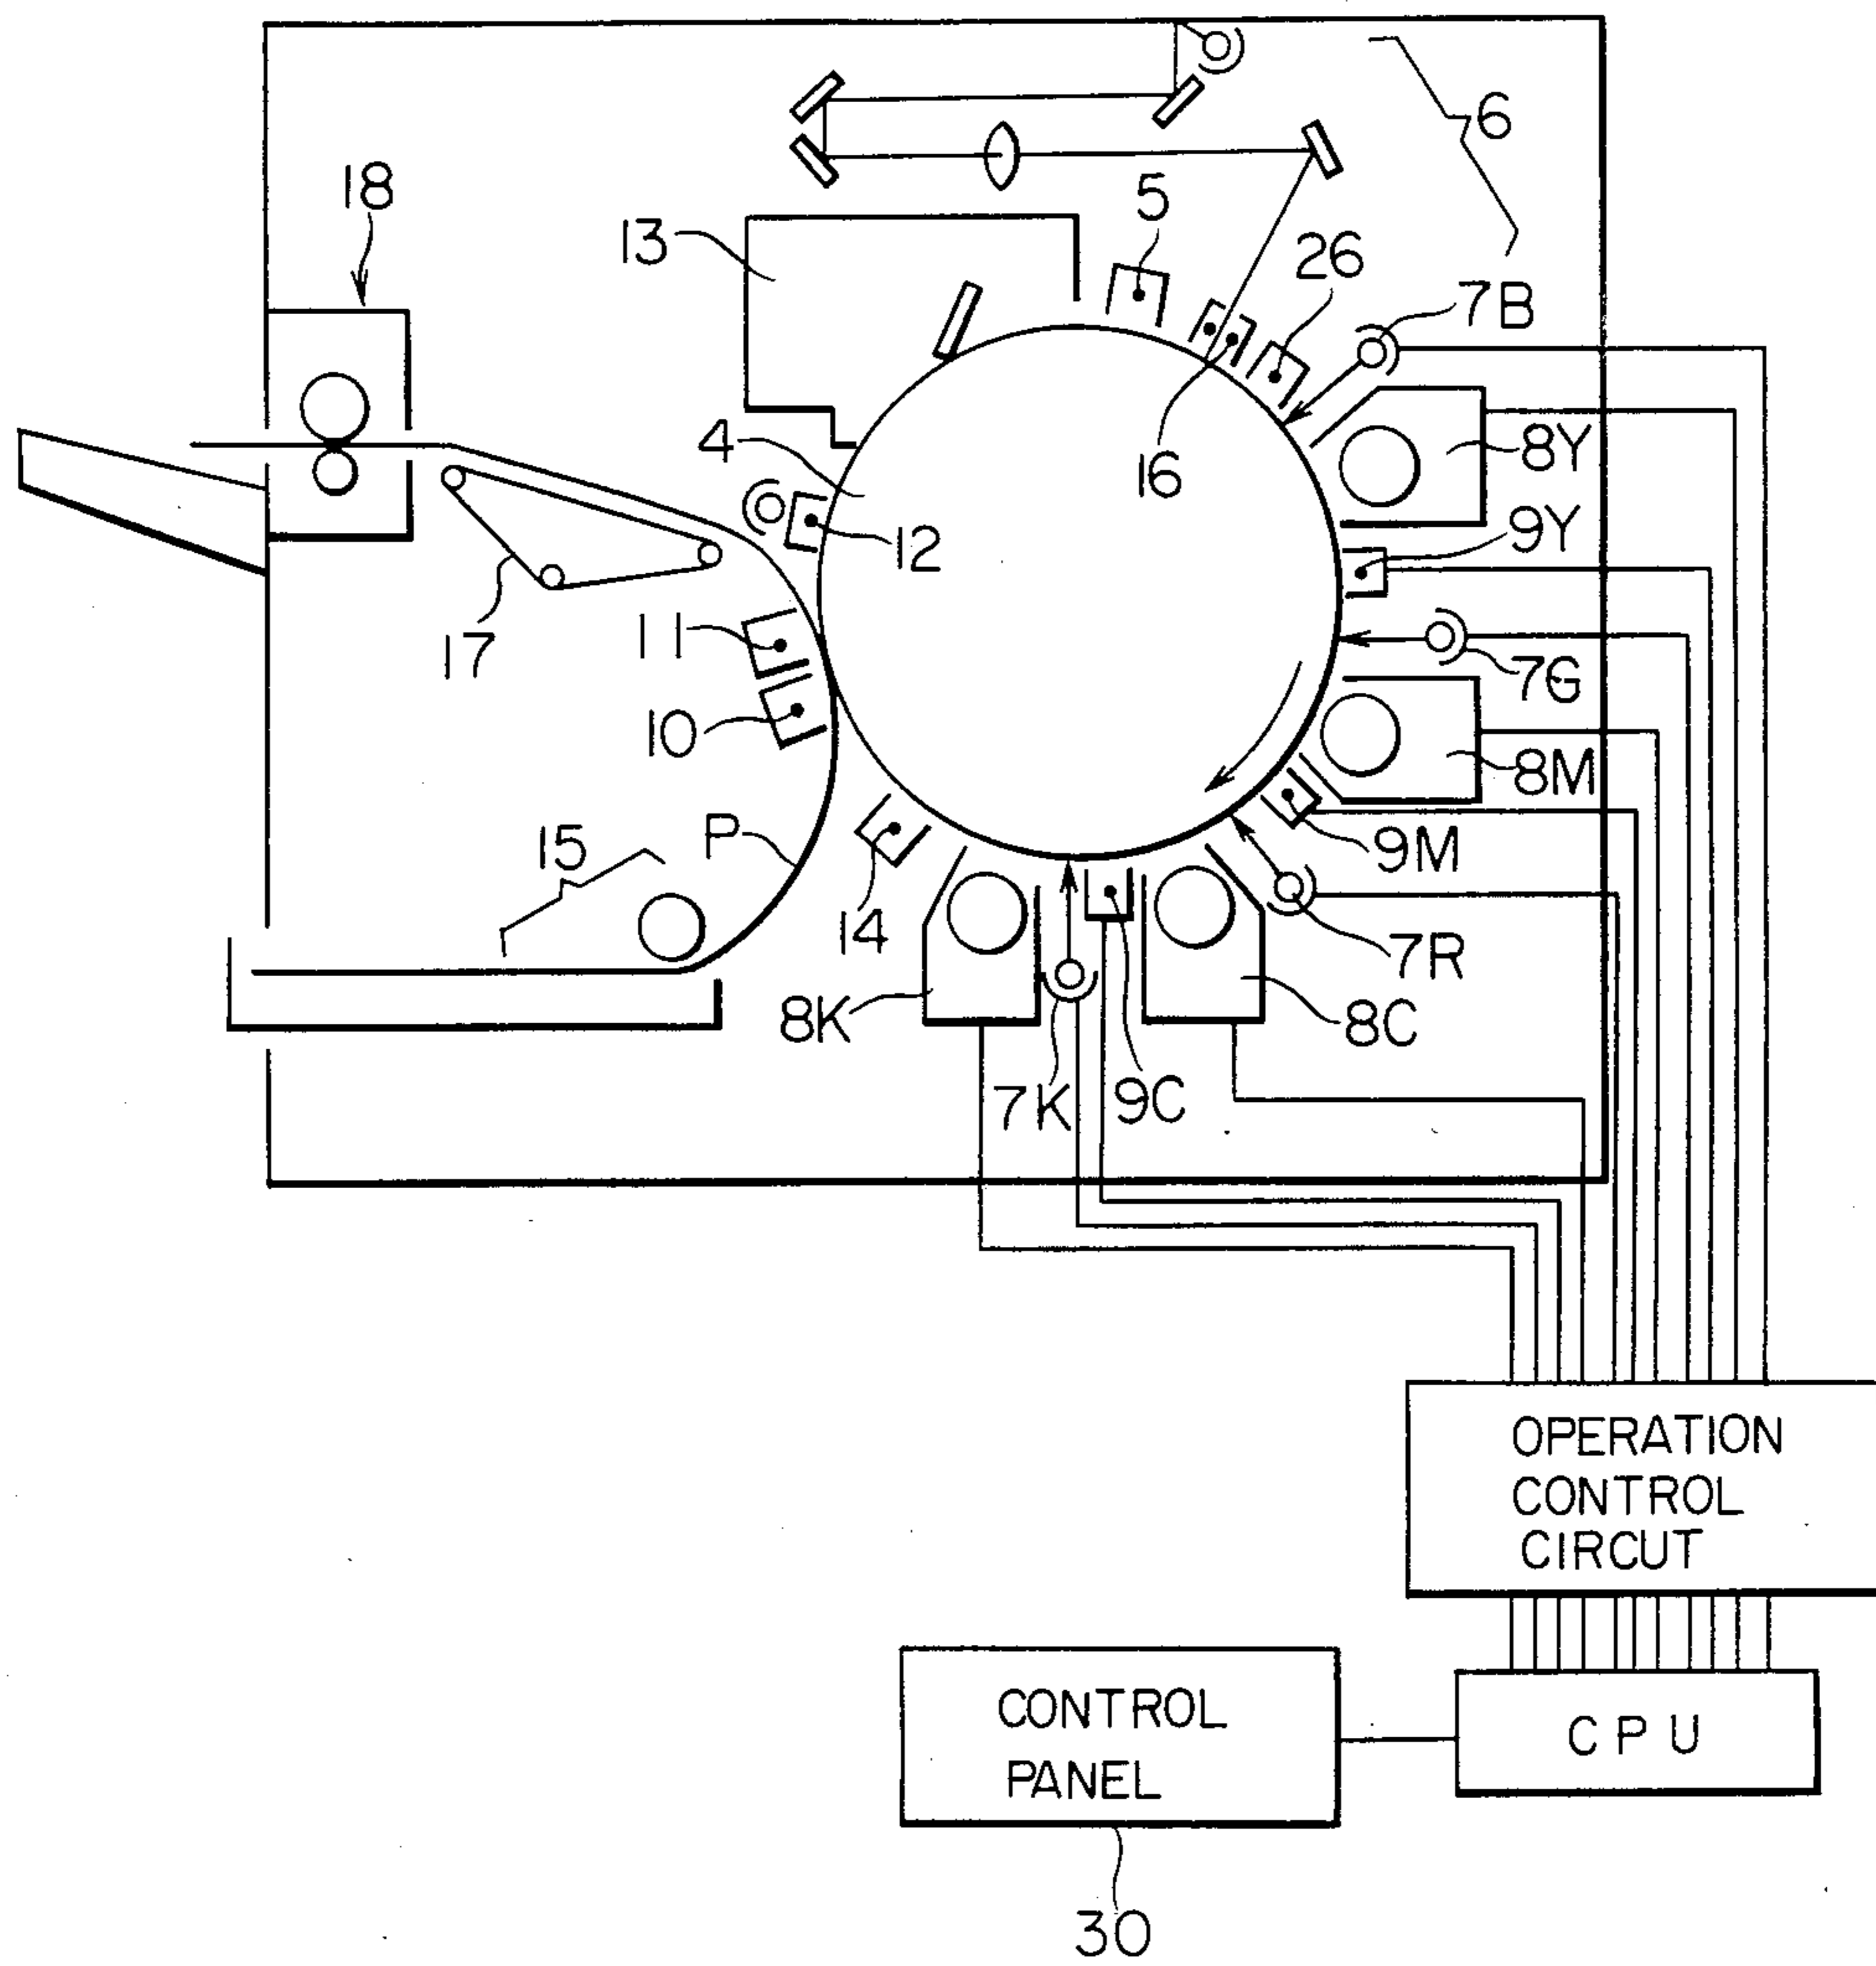 6
18
5
13
26
7B
4
16
8Y
12
9Y
11
17
7G
10
8M
P
15
9M
14
7R
8K
8C
7K
9C
OPERATION
CONTROL
CIRCUT
CONTROL
PANEL
CPU
30